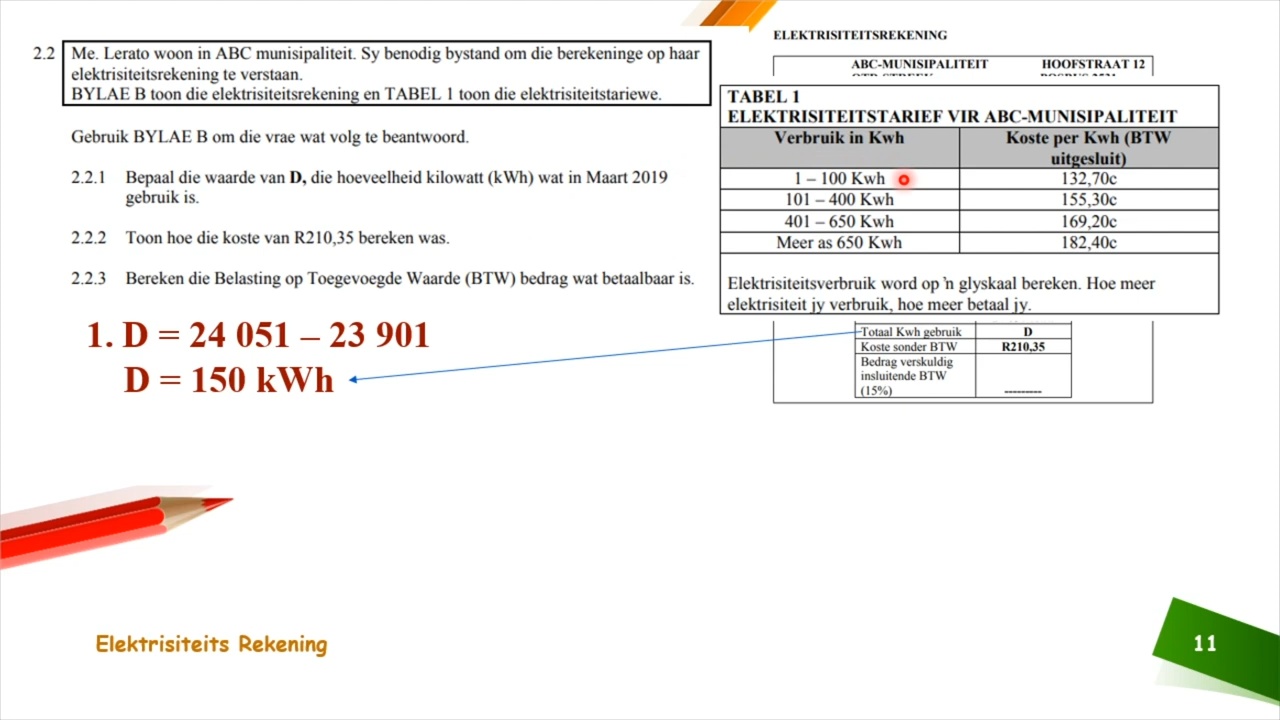 2.2 Me. Lerato woon in ABC munisipaliteit. Sy benodig bystand om die berekeninge op haar
elektrisiteitsrekening te verstaan.
BYLAE B toon die elektrisiteitsrekening en TABEL 1 toon die elektrisiteitstariewe.
Gebruik BYLAE B om die vrae wat volg te beantwoord.
2.2.1 Bepaal die waarde van D, die hoeveelheid kilowatt (kWh) wat in Maart 2019
gebruik is.
2.2.2 Toon hoe die koste van R210,35 bereken was.
2.2.3 Bereken die Belasting op Toegevoegde Waarde (BTW) bedrag wat betaalbaar is.
1. D = 24 051 – 23 901
D = 150 kWh
ELEKTRISITEITSREKENING
ABC-MUNISIPALITEIT HOOFSTRAAT 12
TABEL 1
ELEKTRISITEITSTARIEF VIR ABC-MUNISIPALITEIT
Verbruik in Kwh Koste per Kwh (BTW
uitgesluit)
1 – 100 Kwh 132,70c
101 – 400 Kwh 155,30c
401 – 650 Kwh 169,20c
Meer as 650 Kwh 182,40c
Elektrisiteitsverbruik word op 'n glyskaal bereken. Hoe meer
elektrisiteit jy verbruik, hoe meer betaal jy.
Totaal Kwh gebruik D
Koste sonder BTW R210,35
Bedrag verskuldig
insluitende BTW
(15%) ---------
Elektrisiteits Rekening
11